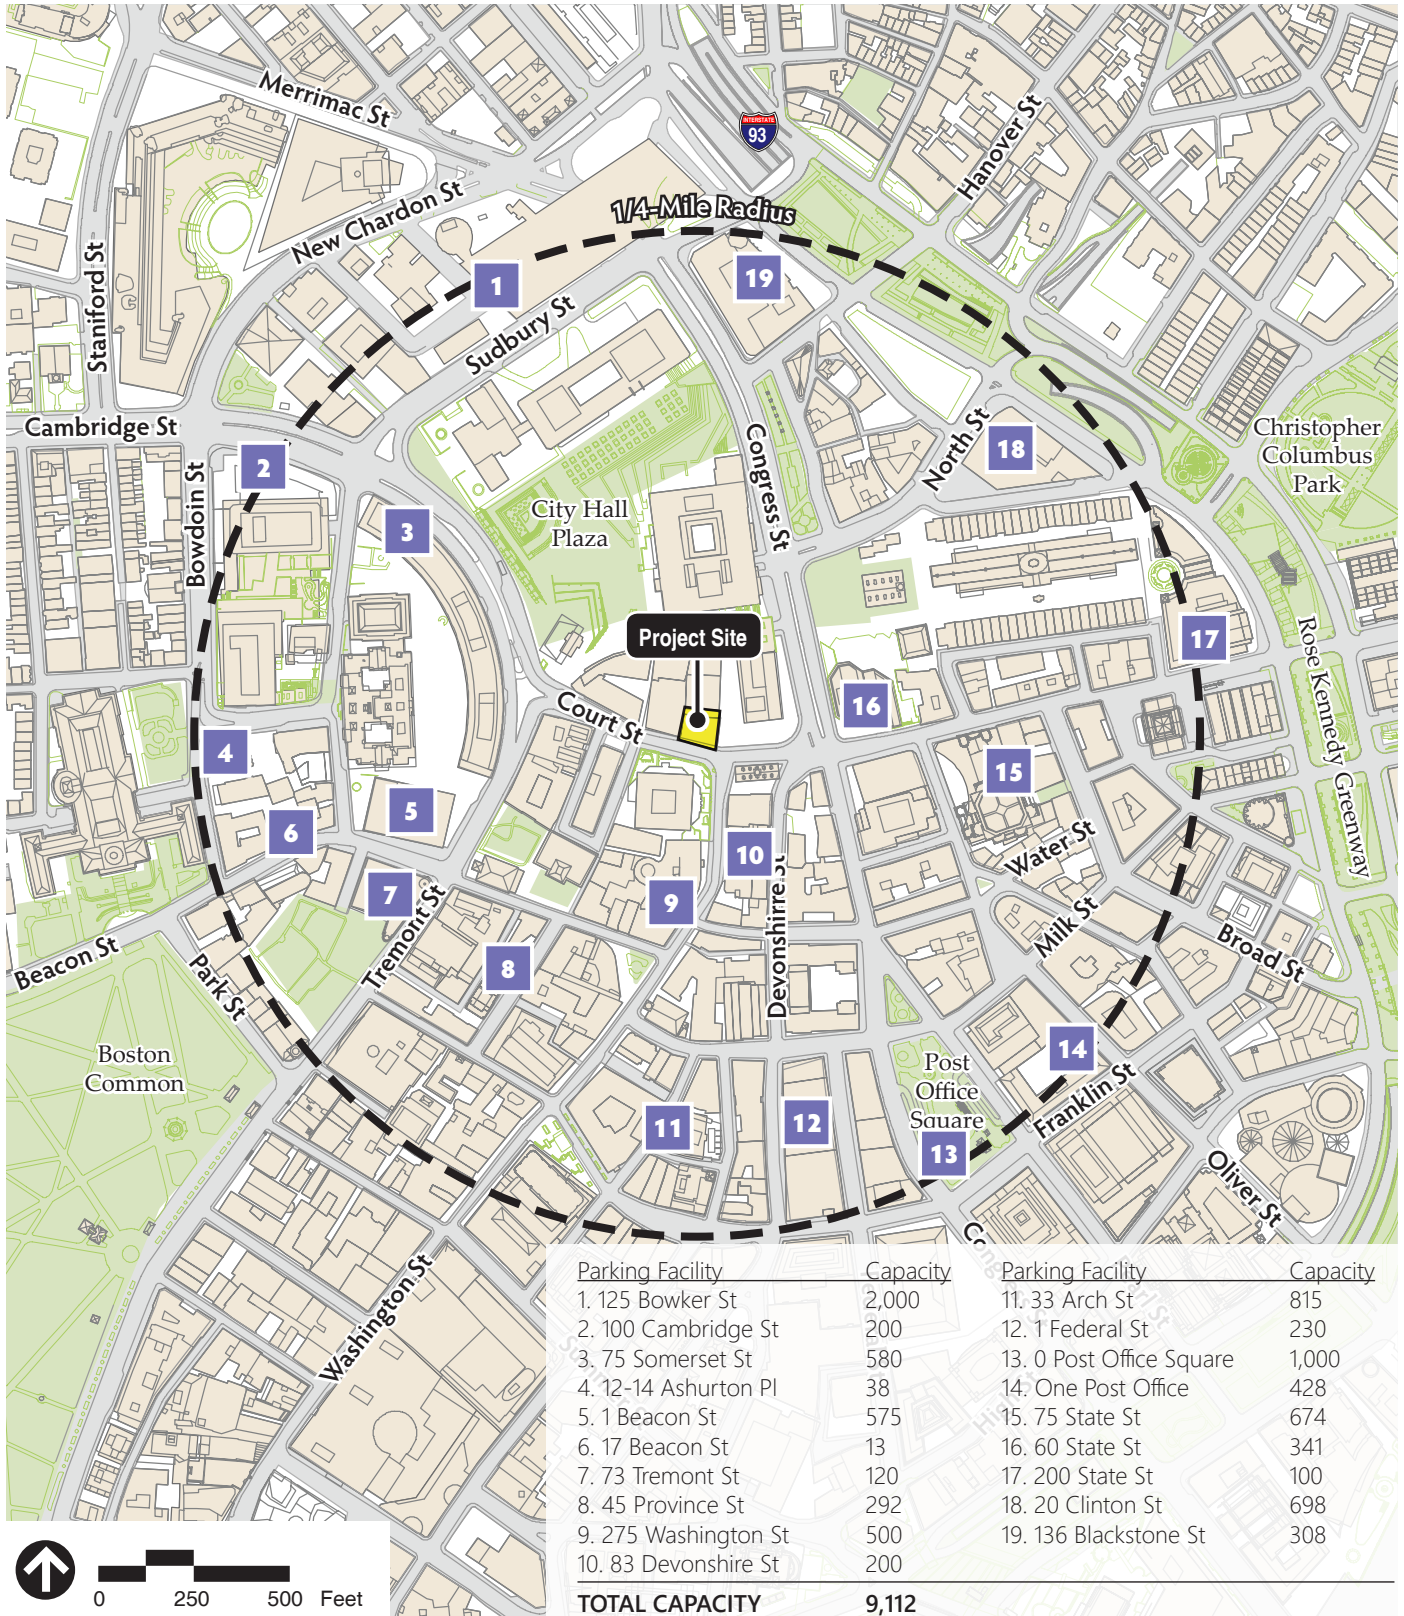 Merrimac St
INTERSTATE
93
Hanover St
New Chardon St
1/4-Mile Radius
Staniford St
1
19
Sudbury St
Cambridge St
Christopher
Columbus
Park
2
Bowdoin St
3
City Hall
Plaza
Congress St
North St
18
Project Site
17
Rose Kennedy Greenway
4
Court St
16
15
5
6
7
10
Water St
9
Devonshirre St
Milk St
Broad St
Beacon St
Park St
Tremont St
8
Boston
Common
Post
Office
Square
14
Franklin St
11
12
13
Oliver St
Washington St
Parking Facility Capacity Parking Facility Capacity
1. 125 Bowker St 2,000 11. 33 Arch St 815
2. 100 Cambridge St 200 12. 1 Federal St 230
3. 75 Somerset St 580 13. 0 Post Office Square 1,000
4. 12-14 Ashurton Pl 38 14. One Post Office 428
5. 1 Beacon St 575 15. 75 State St 674
6. 17 Beacon St 13 16. 60 State St 341
7. 73 Tremont St 120 17. 200 State St 100
8. 45 Province St 292 18. 20 Clinton St 698
9. 275 Washington St 500 19. 136 Blackstone St 308
10. 83 Devonshire St 200
TOTAL CAPACITY 9,112
0 250 500 Feet